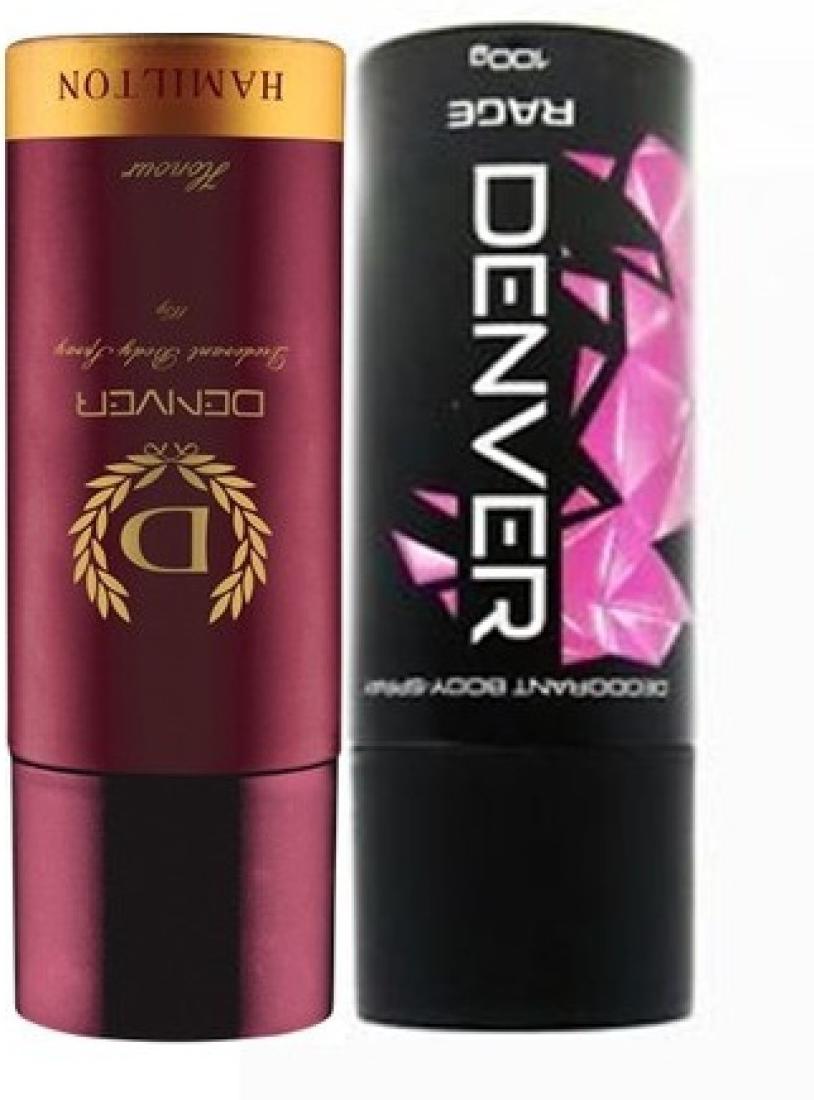 D
DENVER
Deodorant Body Spray
Honour
HAMILTON
DEODORANT BODY SPRAY
DENVER
RAGE
100g